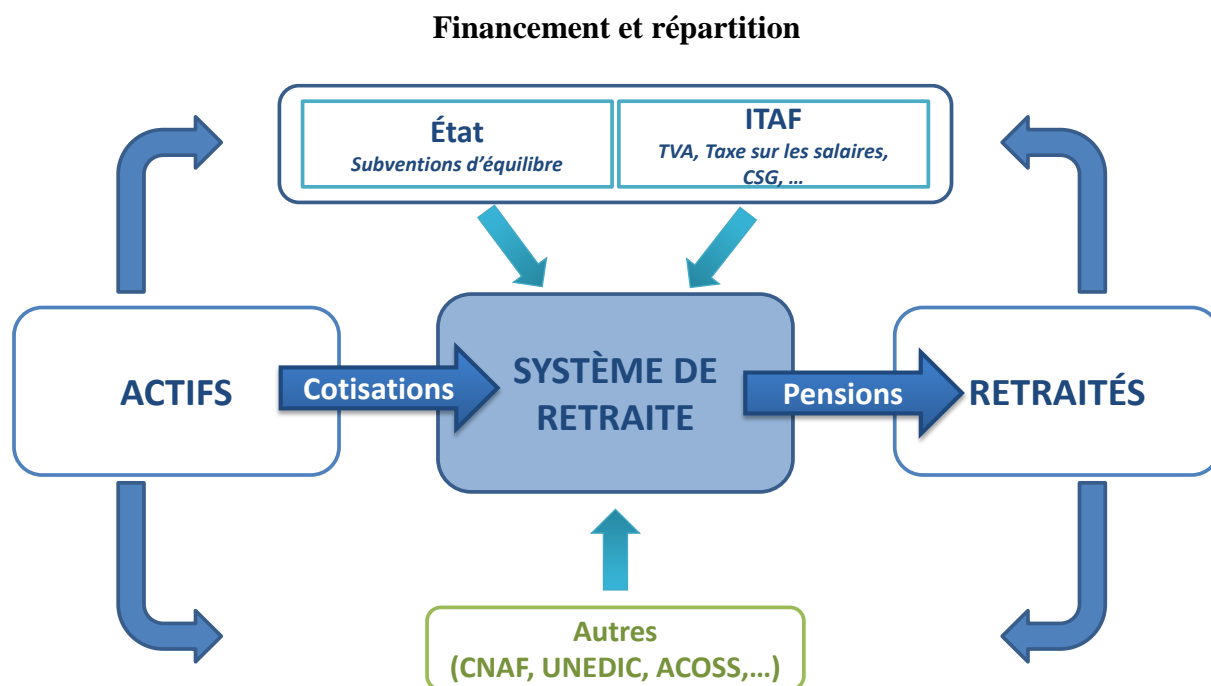 Financement et répartition
État
Subventions d'équilibre
ITAF
TVA, Taxe sur les salaires,
CSG, ...
ACTIFS
Cotisations
SYSTÈME DE
RETRAITE
Pensions
RETRAITÉS
Autres
(CNAF, UNEDIC, ACOSS,...)